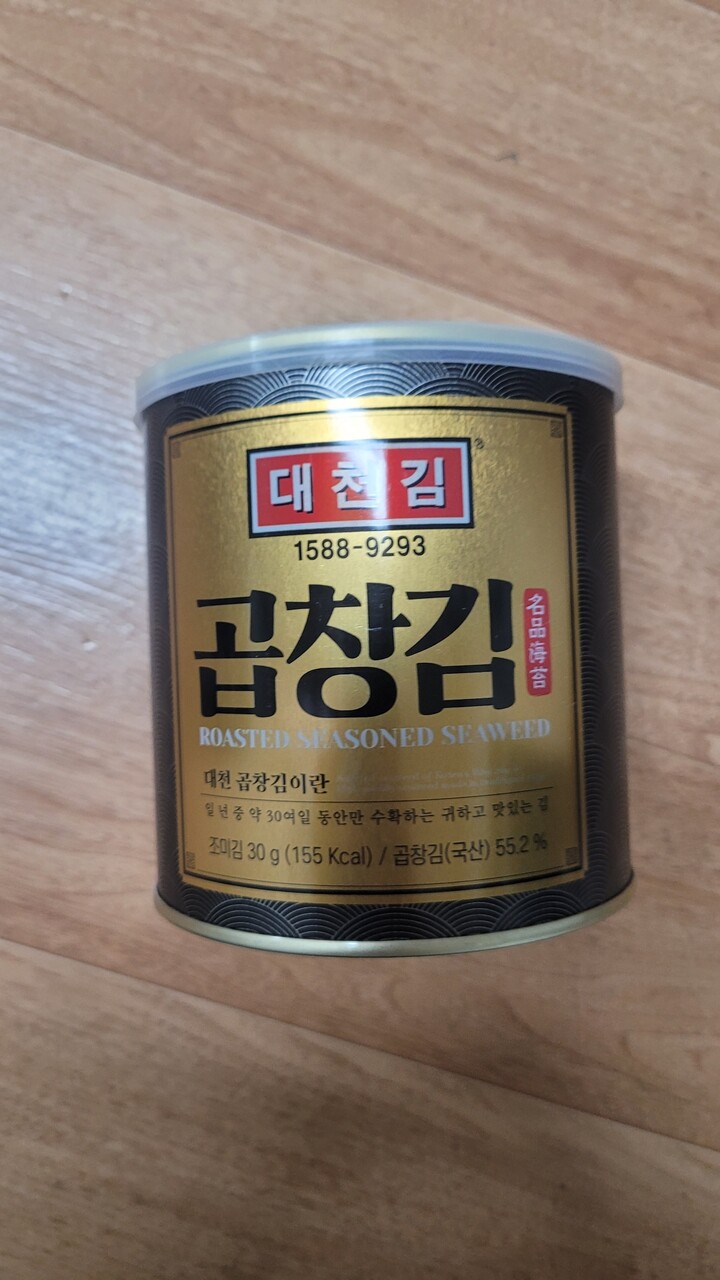 대천김
®
1588-9293
곱창김
名品海苔
ROASTED SEASONED SEAWEED
대천 곱창김이란
일 년 중 약 30여일 동안만 수확하는 귀하고 맛있는 김
조미김 30 g (155 Kcal) / 곱창김(국산) 55.2 %